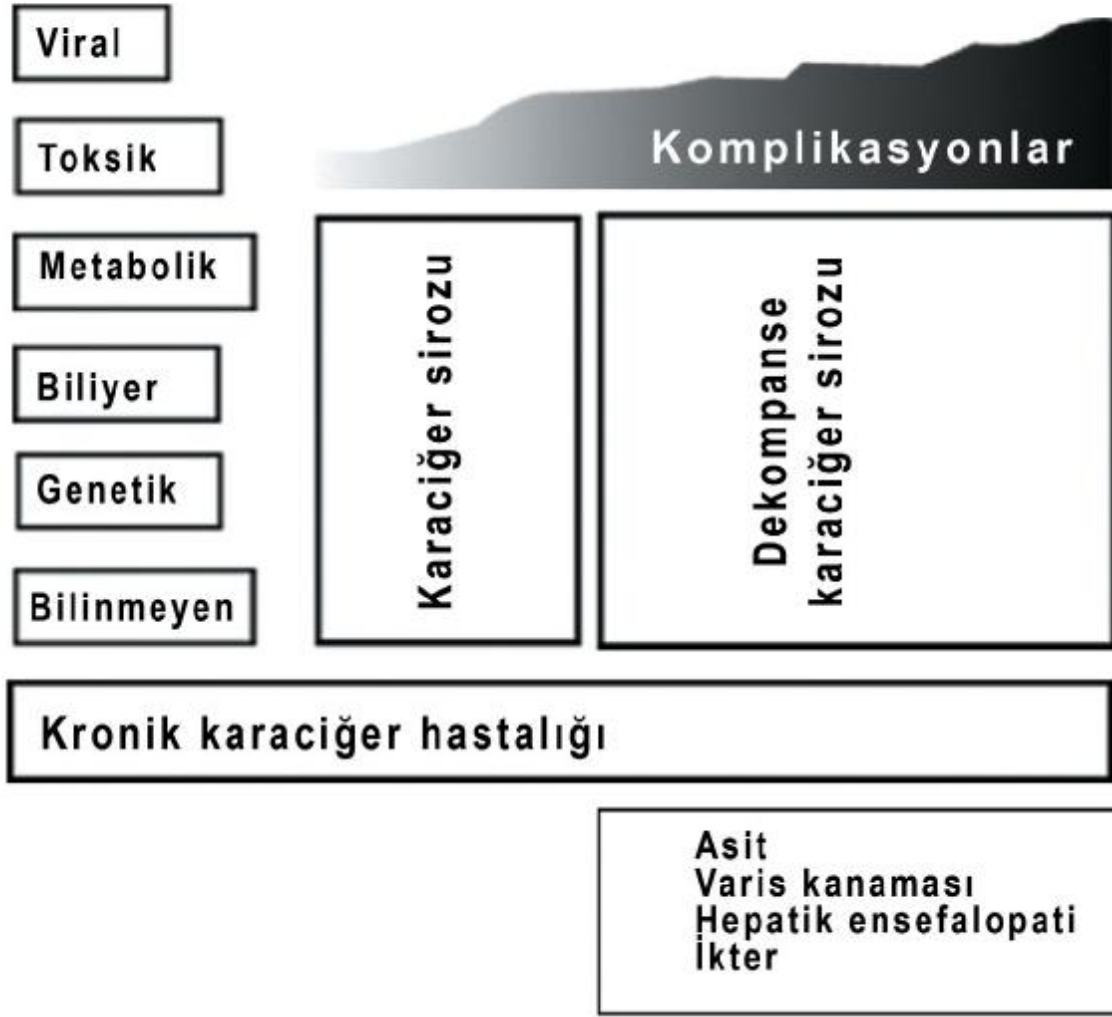 Viral
Toksik
Metabolik
Biliyer
Genetik
Bilinmeyen
Komplikasyonlar
Karaciğer sirozu
Dekompanse
karaciğer sirozu
Kronik karaciğer hastalığı
Asit
Varis kanaması
Hepatik ensefalopati
İkter